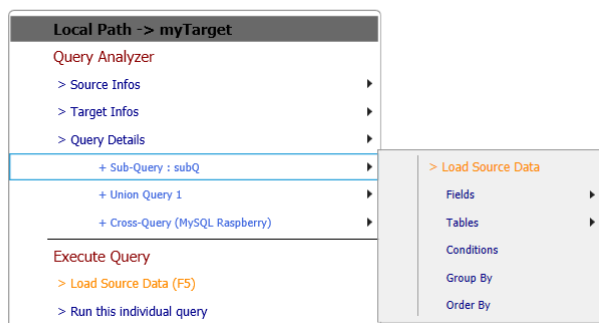 Local Path -> myTarget
Query Analyzer
> Source Infos
> Target Infos
> Query Details
+ Sub-Query : subQ
+ Union Query 1
+ Cross-Query (MySQL Raspberry)
Execute Query
> Load Source Data (F5)
> Run this individual query
> Load Source Data
Fields
Tables
Conditions
Group By
Order By